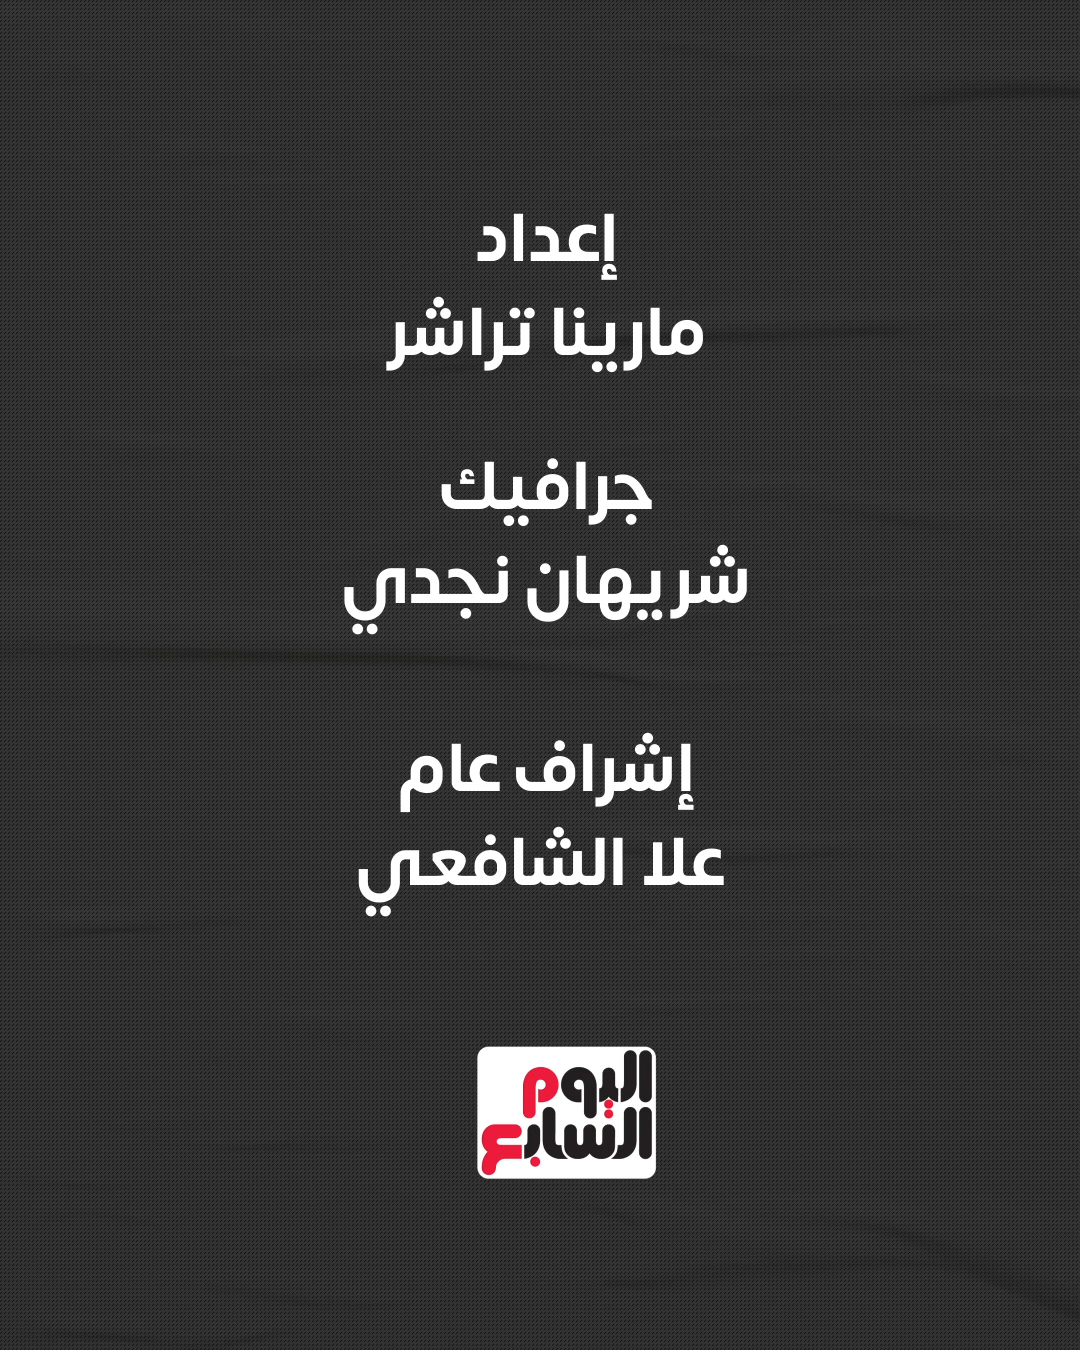 إعداد
مارينا تراشر
جرافيك
شريهان نجدي
إشراف عام
علا الشافعي
اليوم
السابع